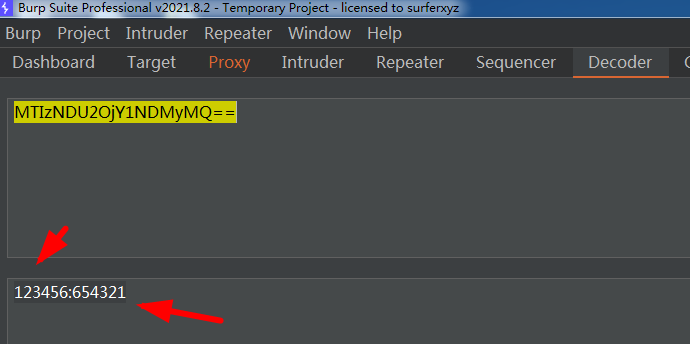 Burp Suite Professional v2021.8.2 - Temporary Project - licensed to surferxyz
Burp Project Intruder Repeater Window Help
Dashboard Target Proxy Intruder Repeater Sequencer Decoder
MTIzNDU2OjY1NDMyMQ==
123456:654321